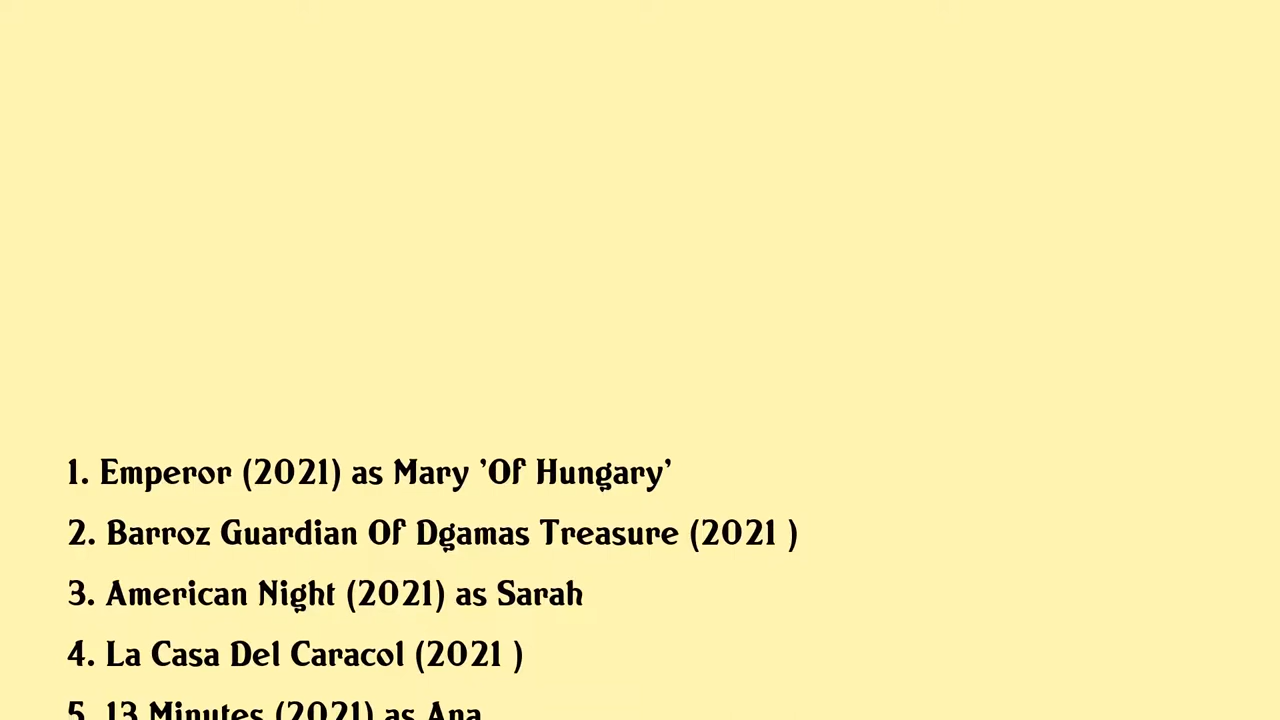 1. Emperor (2021) as Mary 'Of Hungary'
2. Barroz Guardian Of Dgamas Treasure (2021 )
3. American Night (2021) as Sarah
4. La Casa Del Caracol (2021 )
5. 13 Minutes (2021) as Ana